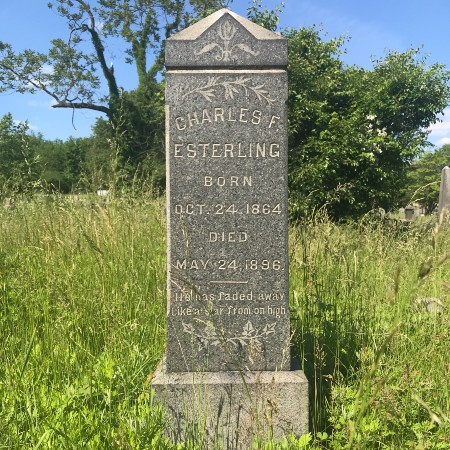 CHARLES F.
ESTERLING
BORN
OCT. 24, 1864
DIED
MAY 24, 1896
He has faded away
Like a star from on high